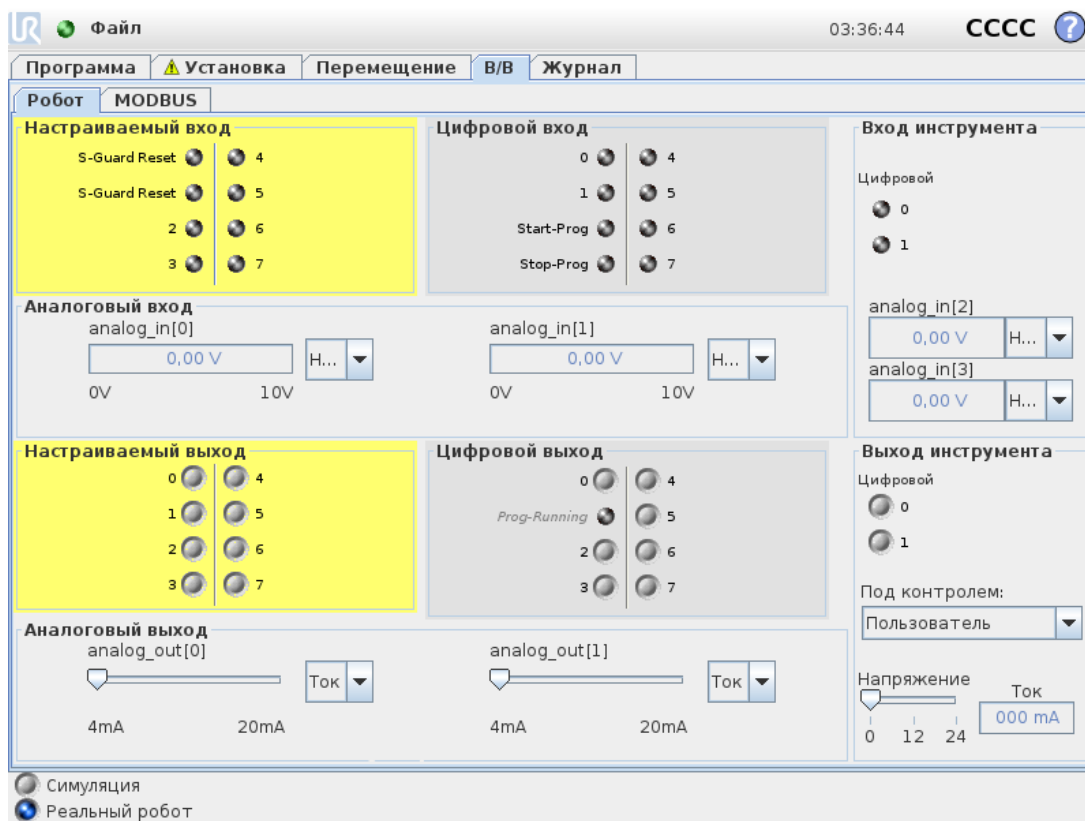 UR Файл 03:36:44 CCCC ?
Программа Установка Перемещение В/В Журнал
Робот MODBUS
Настраиваемый вход
S-Guard Reset 4
S-Guard Reset 5
2 6
3 7
Цифровой вход
0 4
1 5
Start-Prog 6
Stop-Prog 7
Вход инструмента
Цифровой
0
1
Аналоговый вход
analog_in[0]
0,00 V Н...
0V 10V
analog_in[1]
0,00 V Н...
0V 10V
analog_in[2]
0,00 V Н...
analog_in[3]
0,00 V Н...
Настраиваемый выход
0 4
1 5
2 6
3 7
Цифровой выход
0 4
Prog-Running 5
2 6
3 7
Выход инструмента
Цифровой
0
1
Под контролем:
Пользователь
Аналоговый выход
analog_out[0]
Ток
4mA 20mA
analog_out[1]
Ток
4mA 20mA
Напряжение
0 12 24
Ток
000 mA
Симуляция
Реальный робот